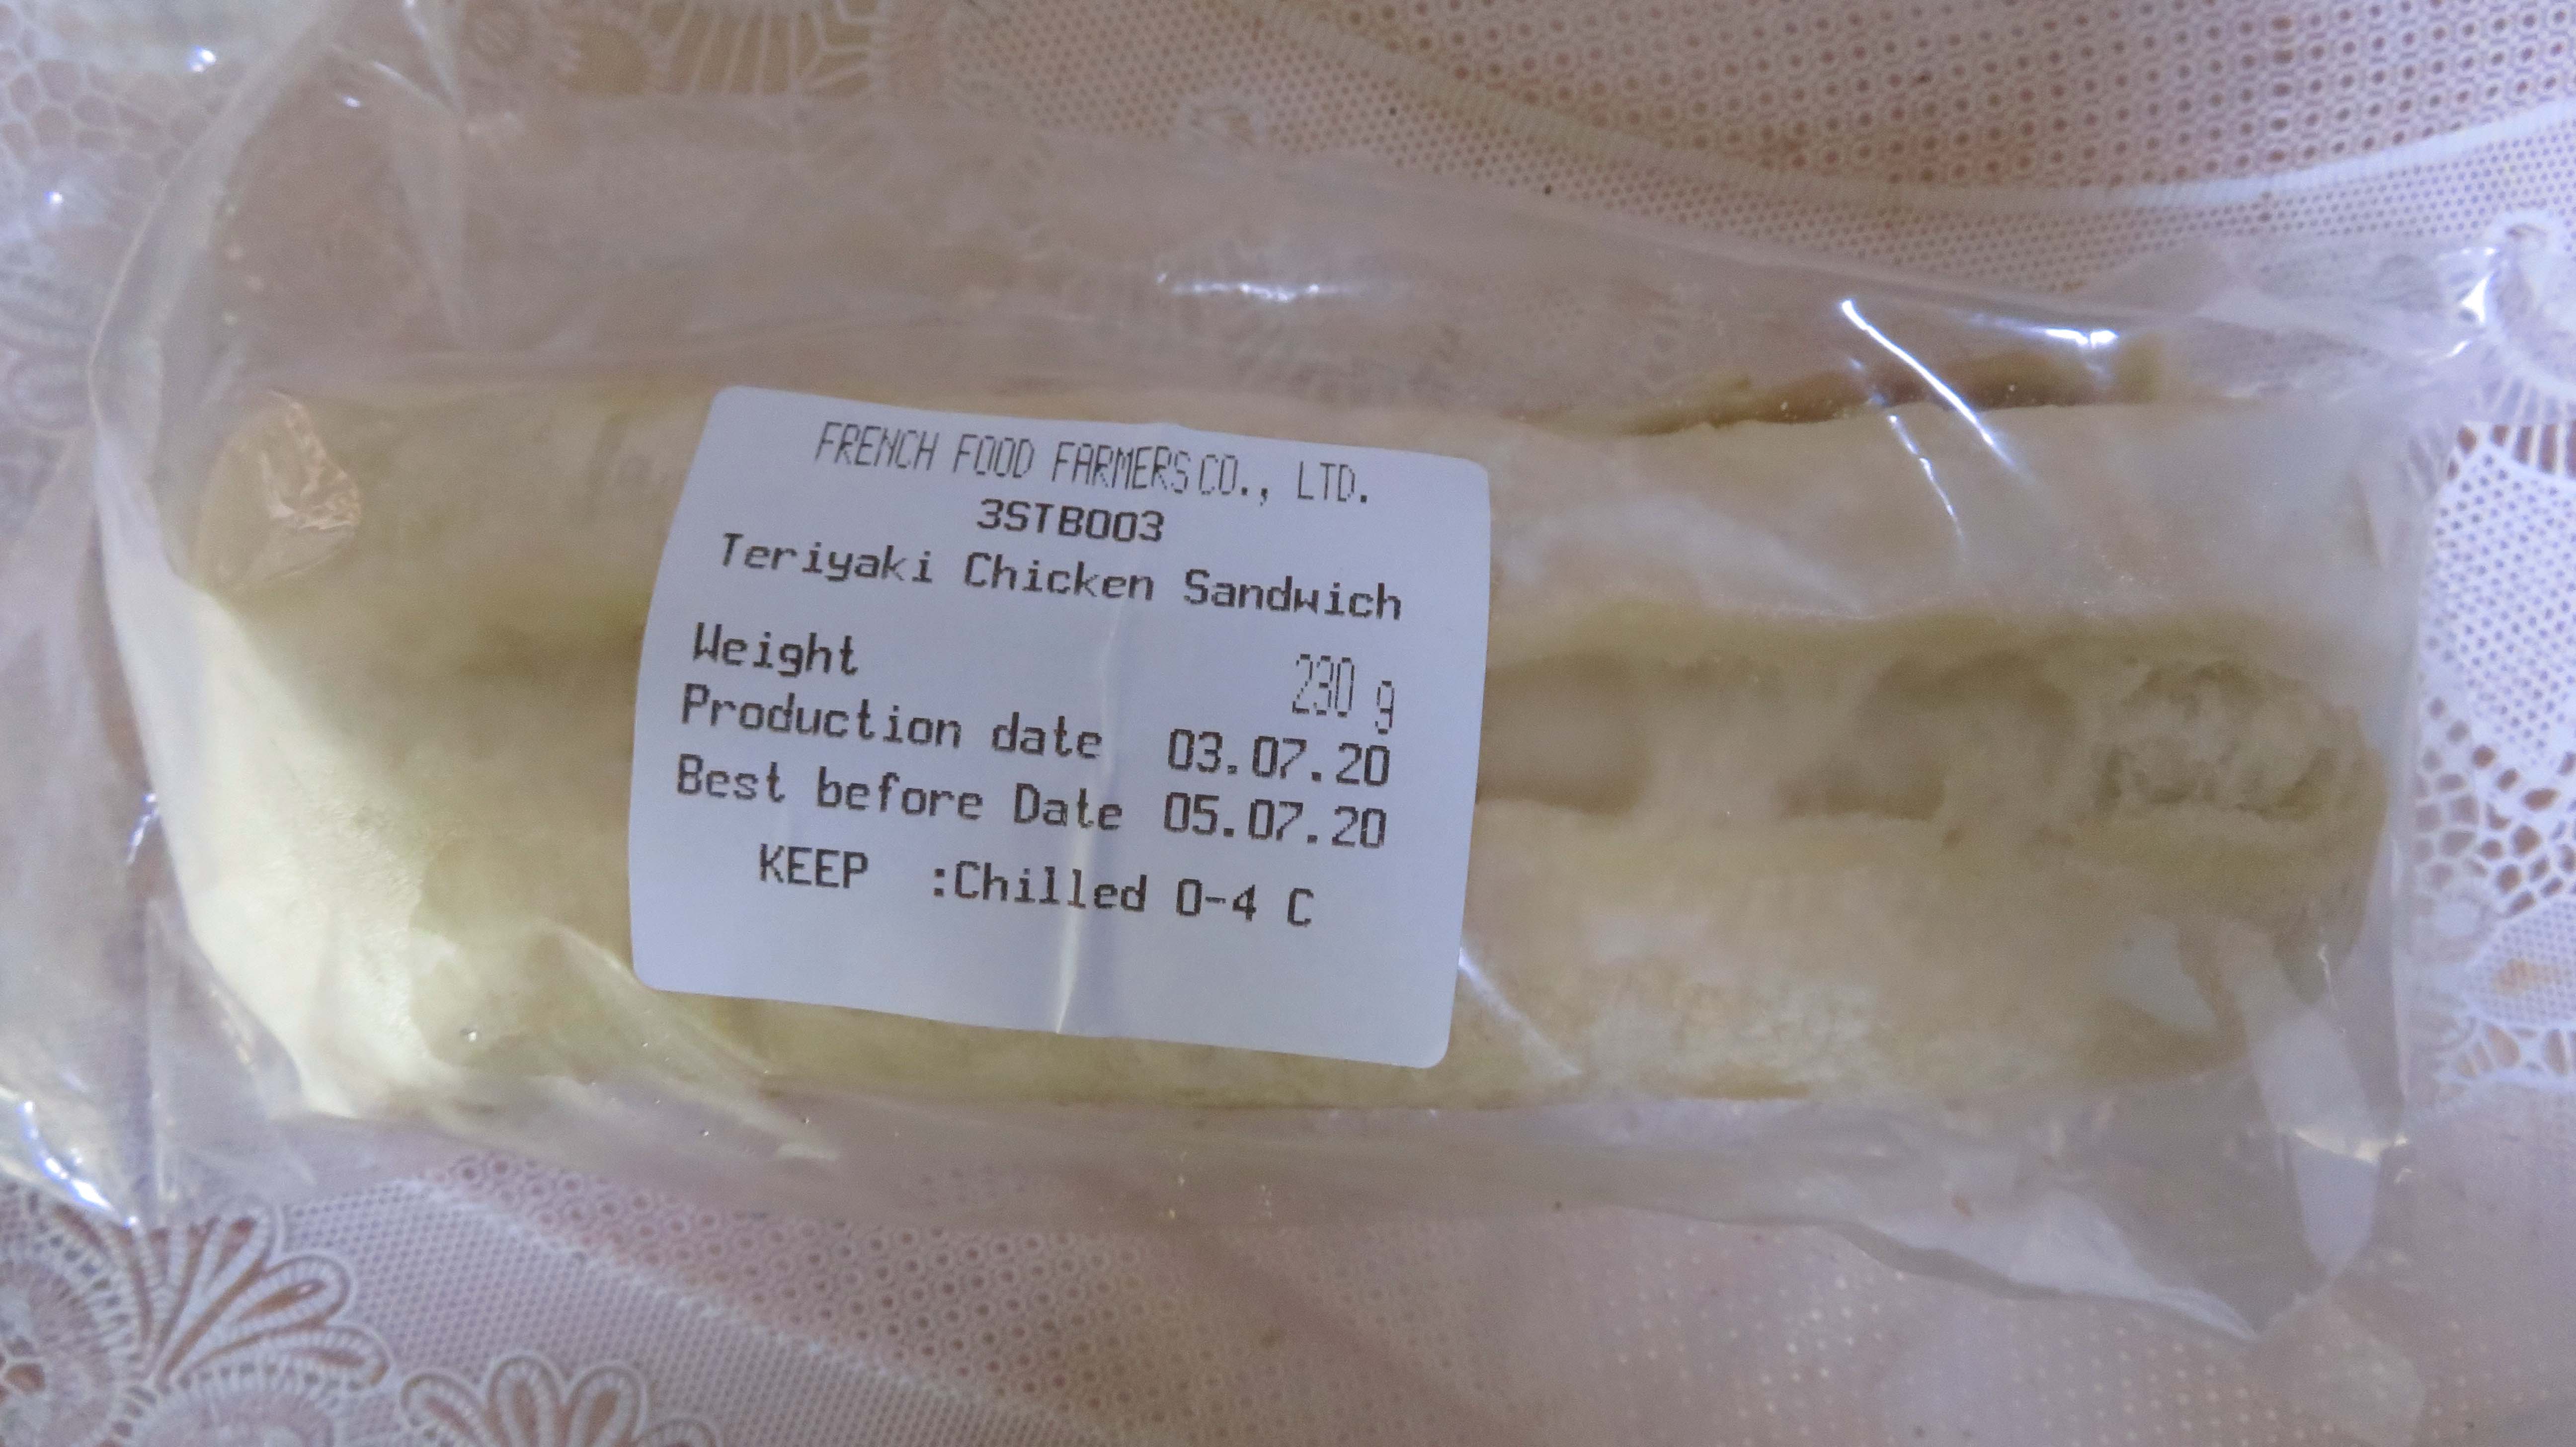 FRENCH FOOD FARMERS CO., LTD.
3STB003
Teriyaki Chicken Sandwich
Weight 230 g
Production date 03.07.20
Best before Date 05.07.20
KEEP :Chilled 0-4 C